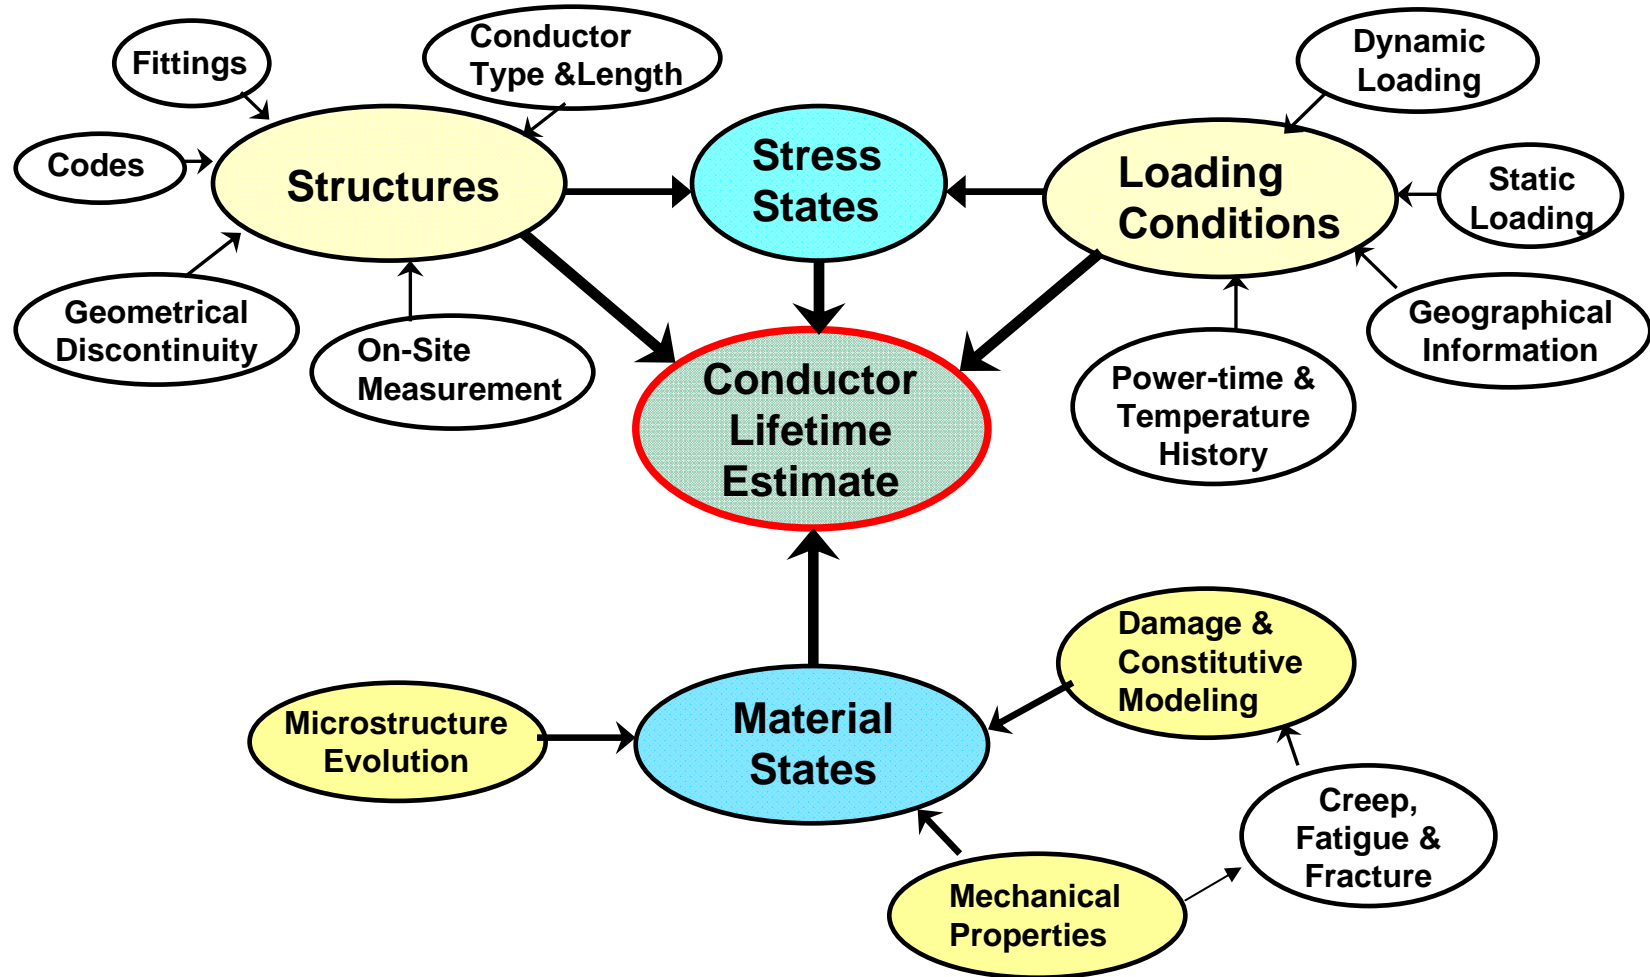 Fittings
Conductor
Type &Length
Dynamic
Loading
Codes
Structures
Stress
States
Loading
Conditions
Static
Loading
Geometrical
Discontinuity
On-Site
Measurement
Geographical
Information
Power-time &
Temperature
History
Conductor
Lifetime
Estimate
Damage &
Constitutive
Modeling
Microstructure
Evolution
Material
States
Creep,
Fatigue &
Fracture
Mechanical
Properties